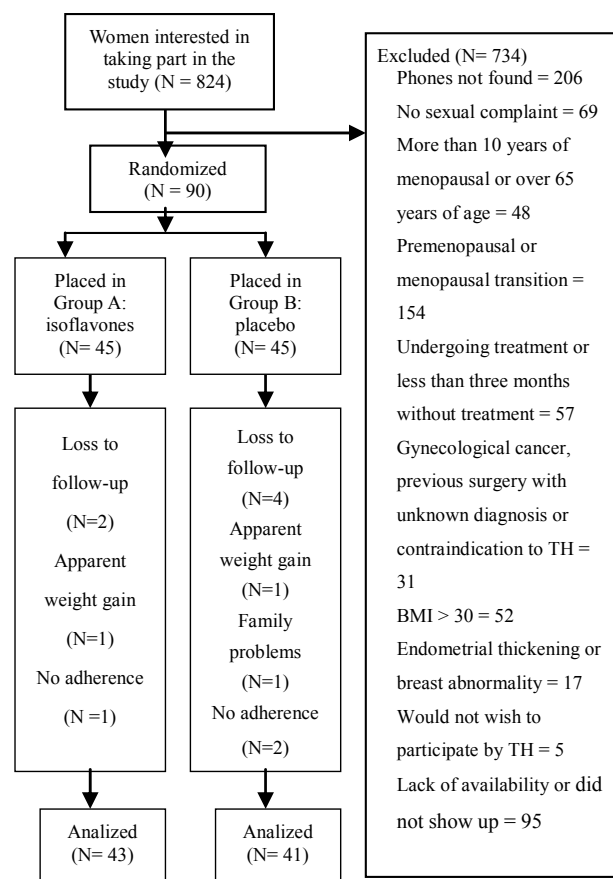 Women interested in
taking part in the
study (N = 824)
Excluded (N= 734)
Phones not found = 206
No sexual complaint = 69
More than 10 years of
menopausal or over 65
years of age = 48
Premenopausal or
menopausal transition =
154
Undergoing treatment or
less than three months
without treatment = 57
Gynecological cancer,
previous surgery with
unknown diagnosis or
contraindication to TH =
31
BMI > 30 = 52
Endometrial thickening or
breast abnormality = 17
Would not wish to
participate by TH = 5
Lack of availability or did
not show up = 95
Randomized
(N = 90)
Placed in
Group A:
isoflavones
(N= 45)
Placed in
Group B:
placebo
(N= 45)
Loss to
follow-up
(N=2)
Apparent
weight gain
(N=1)
No adherence
(N =1)
Loss to
follow-up
(N=4)
Apparent
weight gain
(N=1)
Family
problems
(N=1)
No adherence
(N=2)
Analized
(N= 43)
Analized
(N= 41)